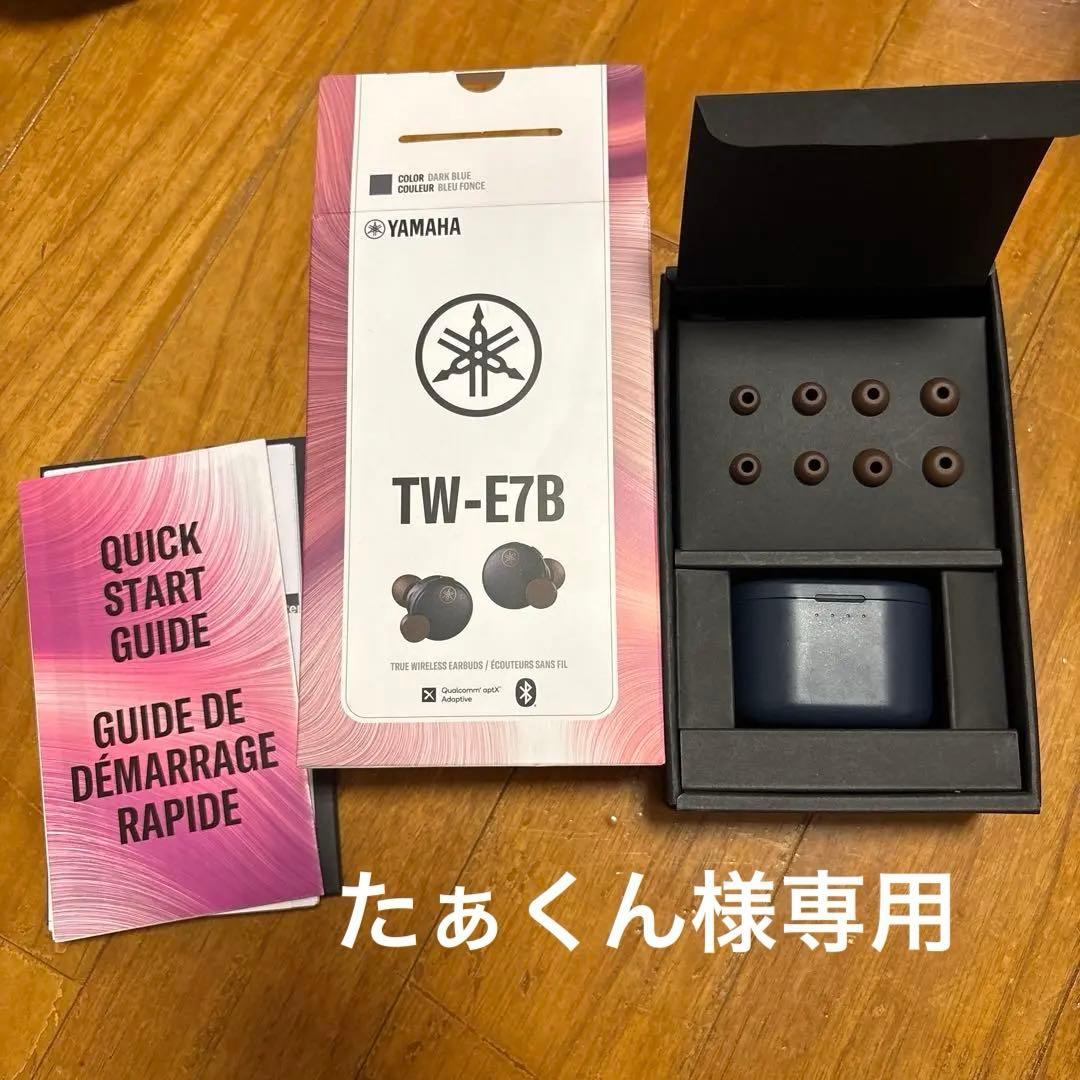 COLOR DARK BLUE
COULEUR BLEU FONCE
YAMAHA
TW-E7B
TRUE WIRELESS EARBUDS / ÉCOUTEURS SANS FIL
Qualcomm® aptX™
Adaptive
QUICK
START
GUIDE
GUIDE DE
DÉMARRAGE
RAPIDE
たぁくん様専用